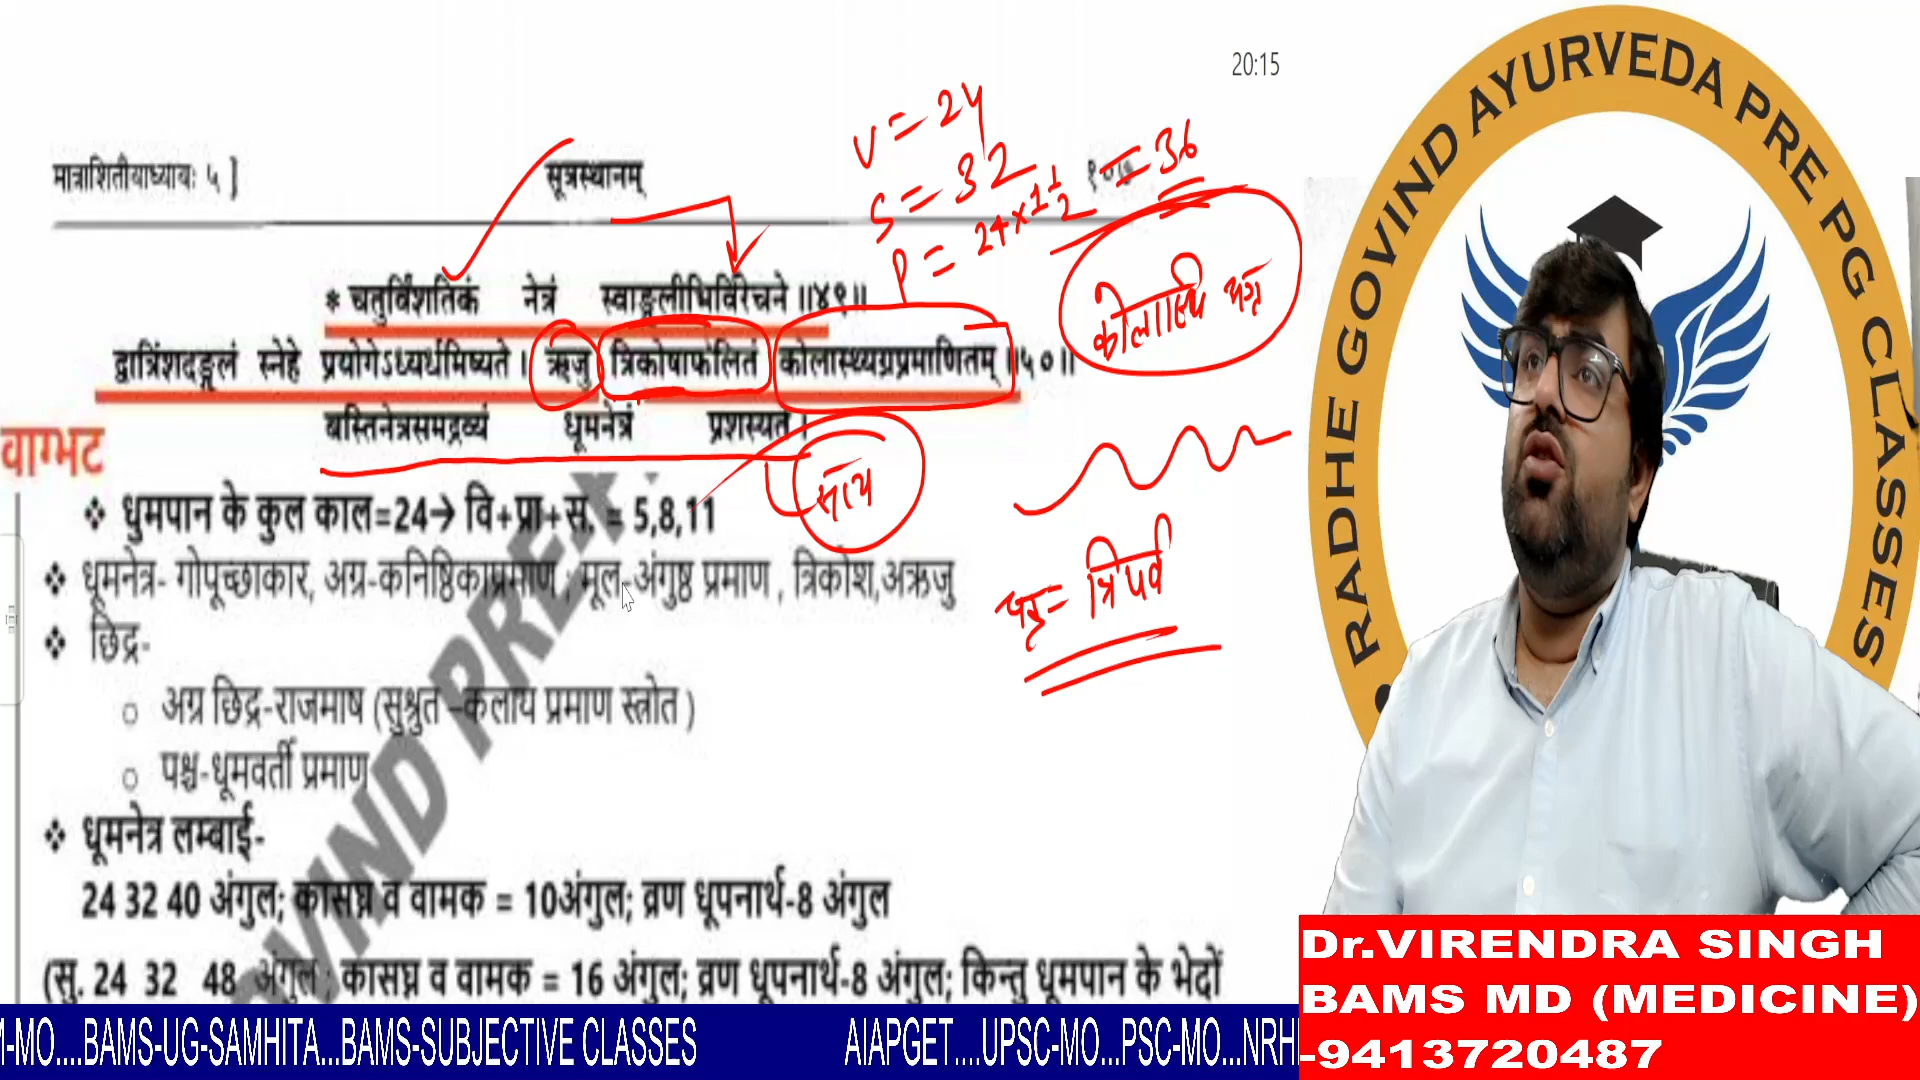 20:15
मात्राशितीयाध्यायः ५ ] सूत्रस्थानम्
V = 24
S = 32
P = 24 x 1 1/2 = 36
* चतुर्विंशतिकं नेत्रं स्वाङ्गुलीभिर्विरेचने ॥४९॥
द्वात्रिंशदङ्गुलं स्नेहे प्रयोगेऽध्यर्धमिष्यते । ऋजु त्रिकोषाफलितं कोलास्थ्यग्रप्रमाणितम् ॥५०॥
कोलास्थि अग्र
बस्तिनेत्रसमद्रव्यं धूमनेत्रं प्रशस्यते ।
वाग्भट
❖ धुमपान के कुल काल=24→ वि+प्रा+स. = 5,8,11
❖ धूमनेत्र- गोपूच्छाकार, अग्र-कनिष्ठिकाप्रमाण ; मूल-अंगुष्ठ प्रमाण , त्रिकोश,अऋजु
त्रिपर्व
❖ छिद्र-
o अग्र छिद्र-राजमाष (सुश्रुत –कलाय प्रमाण स्त्रोत )
o पश्च-धूमवर्ती प्रमाण
❖ धूमनेत्र लम्बाई-
24 32 40 अंगुल; कासघ्न व वामक = 10अंगुल; व्रण धूपनार्थ-8 अंगुल
(सु. 24 32 48 अंगुल ; कासघ्न व वामक = 16 अंगुल; व्रण धूपनार्थ-8 अंगुल; किन्तु धूमपान के भेदों
RADHE GOVIND AYURVEDA PRE PG CLASSES
Dr.VIRENDRA SINGH
BAMS MD (MEDICINE)
-9413720487
-MO....BAMS-UG-SAMHITA...BAMS-SUBJECTIVE CLASSES AIAPGET....UPSC-MO...PSC-MO...NRH